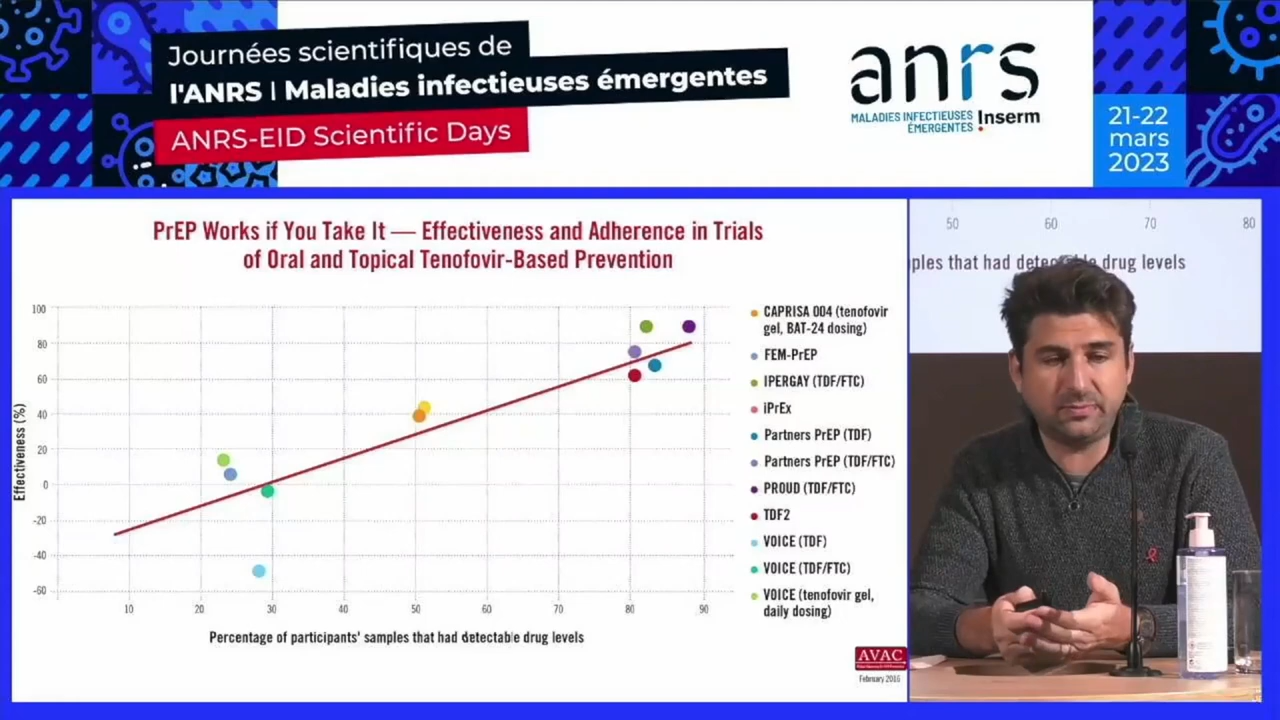 Journées scientifiques de
l'ANRS | Maladies infectieuses émergentes
ANRS-EID Scientific Days
anrs
MALADIES INFECTIEUSES
ÉMERGENTES
Inserm
21-22
mars
2023
PrEP Works if You Take It — Effectiveness and Adherence in Trials
of Oral and Topical Tenofovir-Based Prevention
Effectiveness (%)
100
80
60
40
20
0
-20
-40
-60
10 20 30 40 50 60 70 80 90
Percentage of participants' samples that had detectable drug levels
CAPRISA 004 (tenofovir
gel, BAT-24 dosing)
FEM-PrEP
IPERGAY (TDF/FTC)
iPrEx
Partners PrEP (TDF)
Partners PrEP (TDF/FTC)
PROUD (TDF/FTC)
TDF2
VOICE (TDF)
VOICE (TDF/FTC)
VOICE (tenofovir gel,
daily dosing)
AVAC
February 2016
50 60 70 80
ples that had detectable drug levels